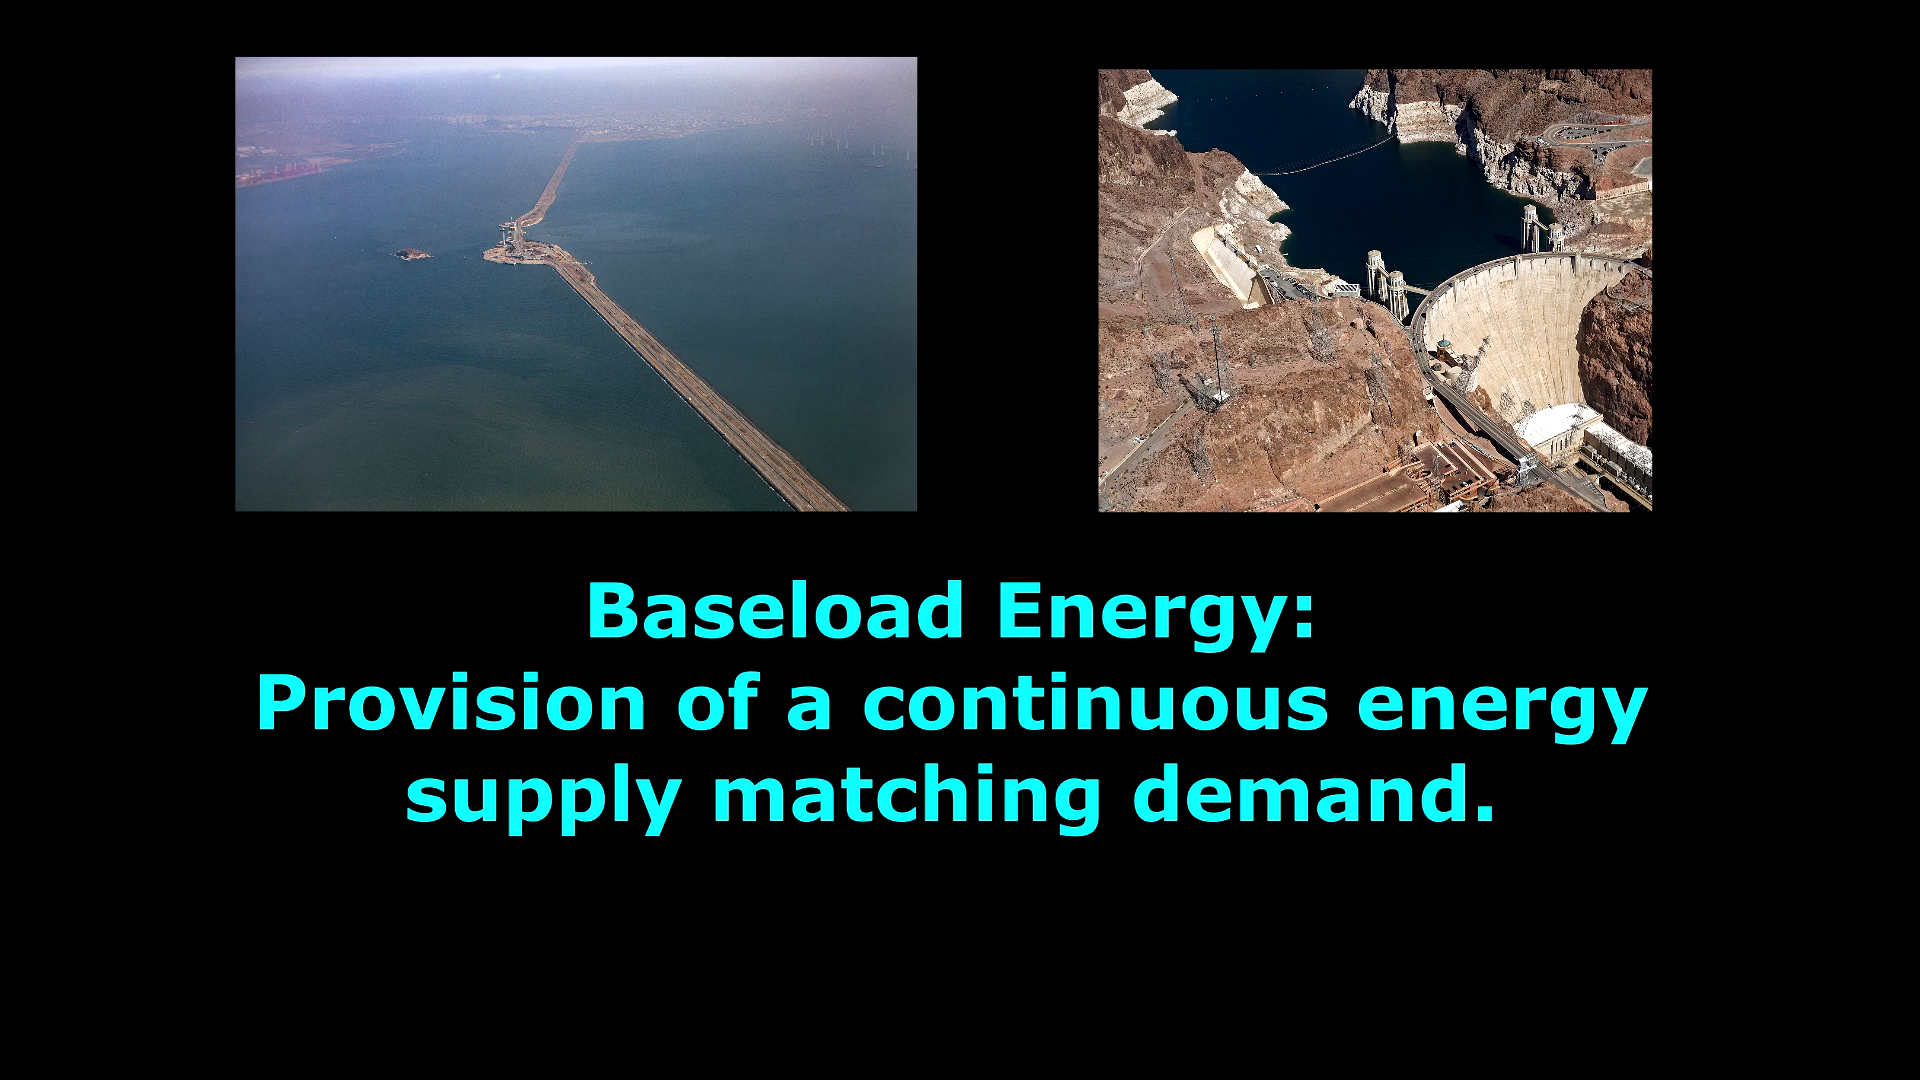 Baseload Energy:
Provision of a continuous energy
supply matching demand.